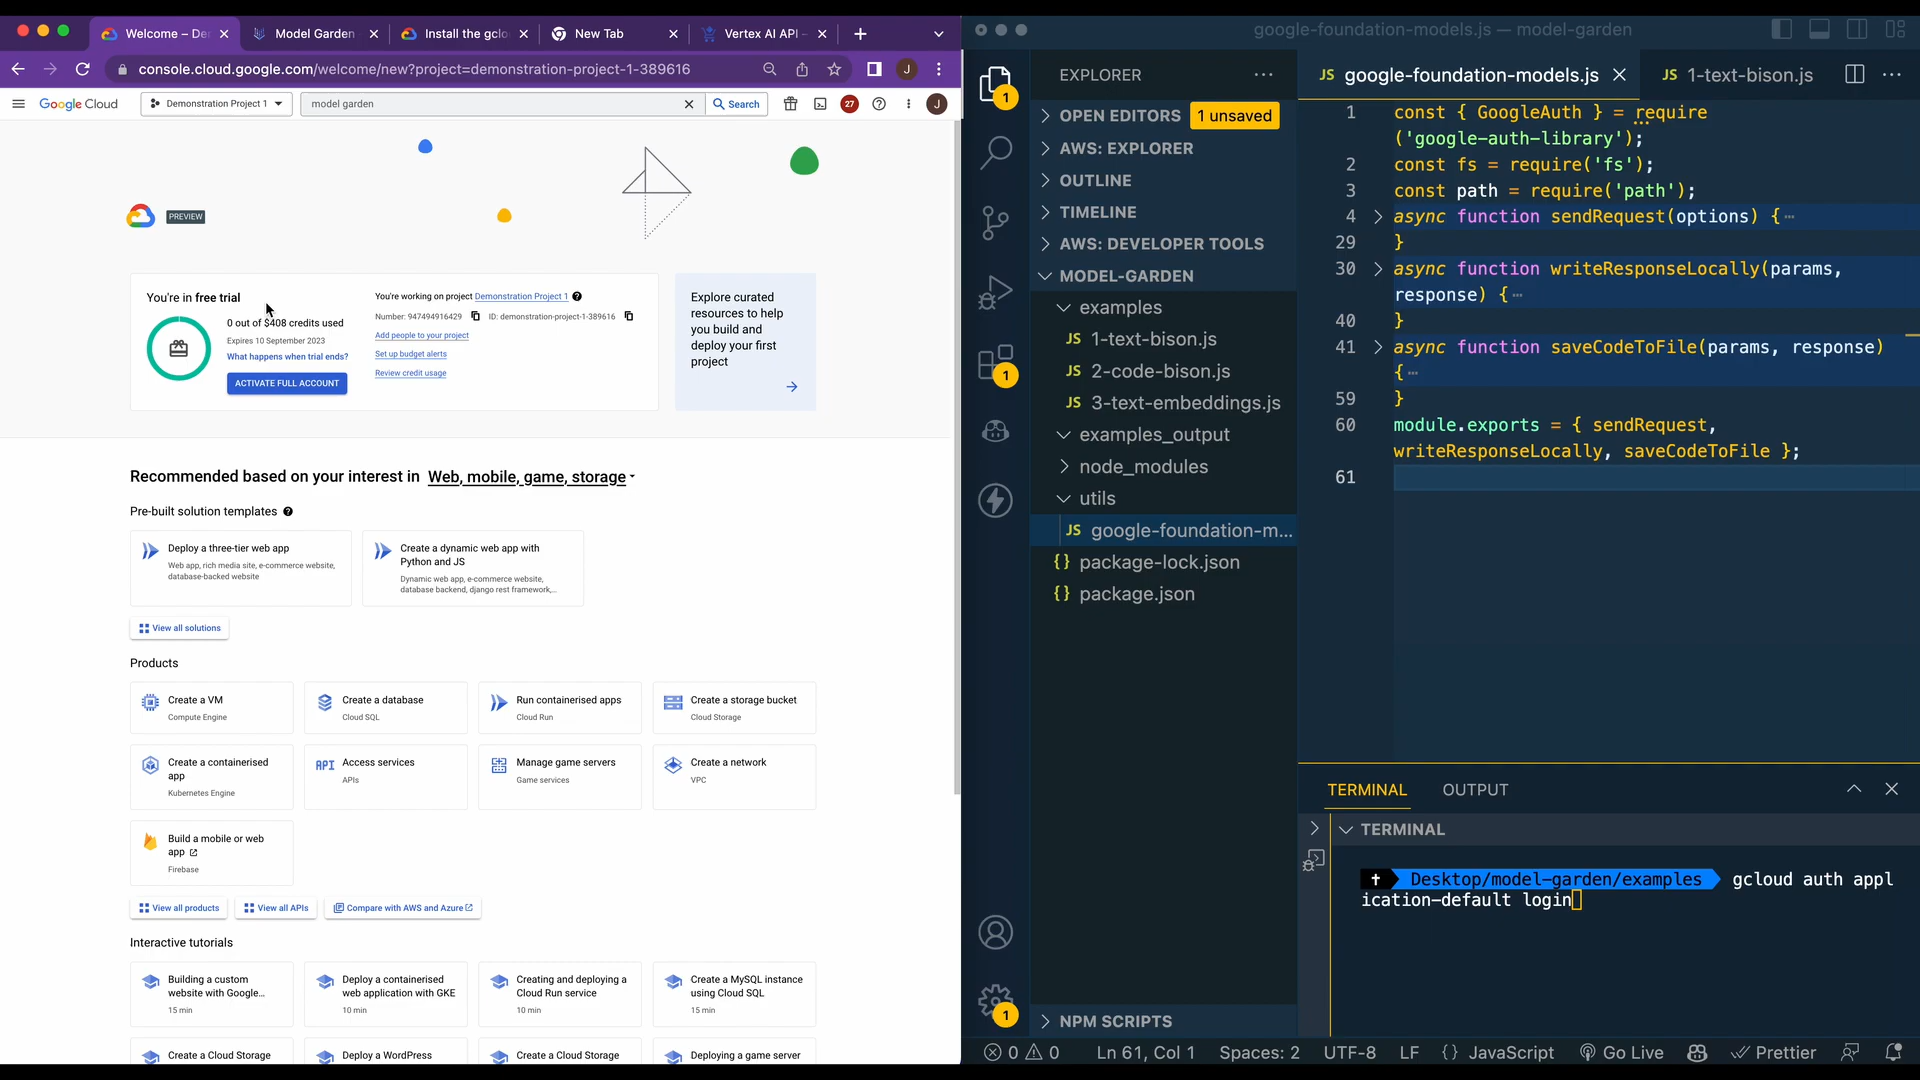 Welcome – De
Model Garden
Install the gclo
New Tab
Vertex AI API –
console.cloud.google.com/welcome/new?project=demonstration-project-1-389616
J
Google Cloud
Demonstration Project 1
model garden
Search
27
J
PREVIEW
You're in free trial
0 out of $408 credits used
Expires 10 September 2023
What happens when trial ends?
ACTIVATE FULL ACCOUNT
You're working on project Demonstration Project 1
Number: 947494916429 ID: demonstration-project-1-389616
Add people to your project
Set up budget alerts
Review credit usage
Explore curated
resources to help
you build and
deploy your first
project
Recommended based on your interest in Web, mobile, game, storage
Pre-built solution templates
Deploy a three-tier web app
Web app, rich media site, e-commerce website,
database-backed website
Create a dynamic web app with
Python and JS
Dynamic web app, e-commerce website,
database backend, django rest framework,...
View all solutions
Products
Create a VM
Compute Engine
Create a database
Cloud SQL
Run containerised apps
Cloud Run
Create a storage bucket
Cloud Storage
Create a containerised
app
Kubernetes Engine
API
Access services
APIs
Manage game servers
Game services
Create a network
VPC
Build a mobile or web
app
Firebase
View all products
View all APIs
Compare with AWS and Azure
Interactive tutorials
Building a custom
website with Google...
15 min
Deploy a containerised
web application with GKE
10 min
Creating and deploying a
Cloud Run service
10 min
Create a MySQL instance
using Cloud SQL
15 min
Create a Cloud Storage
Deploy a WordPress
Create a Cloud Storage
Deploying a game server
google-foundation-models.js — model-garden
1
1
1
EXPLORER
OPEN EDITORS 1 unsaved
AWS: EXPLORER
OUTLINE
TIMELINE
AWS: DEVELOPER TOOLS
MODEL-GARDEN
examples
JS 1-text-bison.js
JS 2-code-bison.js
JS 3-text-embeddings.js
examples_output
node_modules
utils
JS google-foundation-m...
{} package-lock.json
{} package.json
NPM SCRIPTS
JS google-foundation-models.js
JS 1-text-bison.js
1 const { GoogleAuth } = require
('google-auth-library');
2 const fs = require('fs');
3 const path = require('path');
4 async function sendRequest(options) {⋯
29 }
30 async function writeResponseLocally(params,
response) {⋯
40 }
41 async function saveCodeToFile(params, response)
{⋯
59 }
60 module.exports = { sendRequest,
writeResponseLocally, saveCodeToFile };
61
TERMINAL OUTPUT
TERMINAL
Desktop/model-garden/examples gcloud auth appl
ication-default login
0 0 Ln 61, Col 1 Spaces: 2 UTF-8 LF {} JavaScript Go Live Prettier